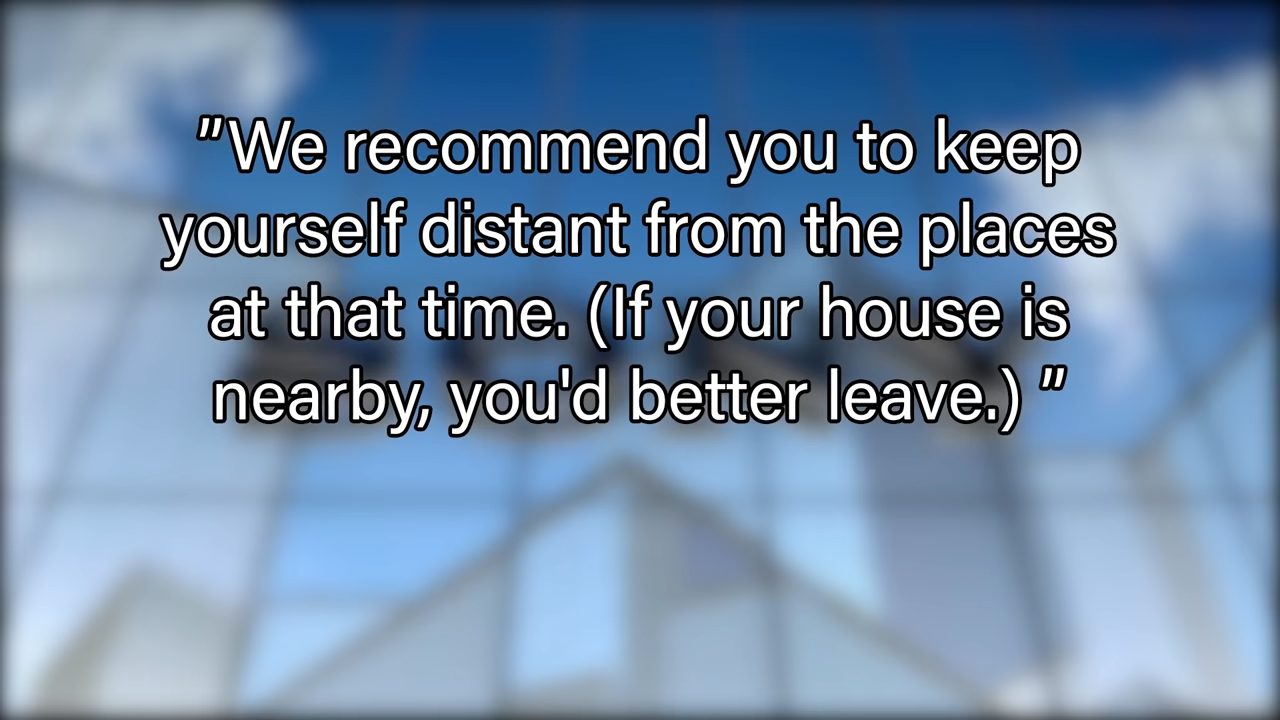 "We recommend you to keep
yourself distant from the places
at that time. (If your house is
nearby, you'd better leave.) "